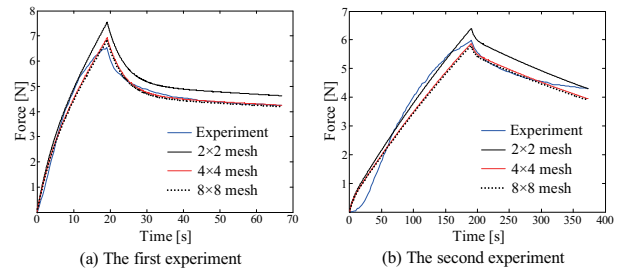 Force [N]
8
7
6
5
4
3
2
1
0
0 10 20 30 40 50 60 70
Time [s]
Experiment
2×2 mesh
4×4 mesh
8×8 mesh
(a) The first experiment
Force [N]
7
6
5
4
3
2
1
0 50 100 150 200 250 300 350 400
Time [s]
Experiment
2×2 mesh
4×4 mesh
8×8 mesh
(b) The second experiment